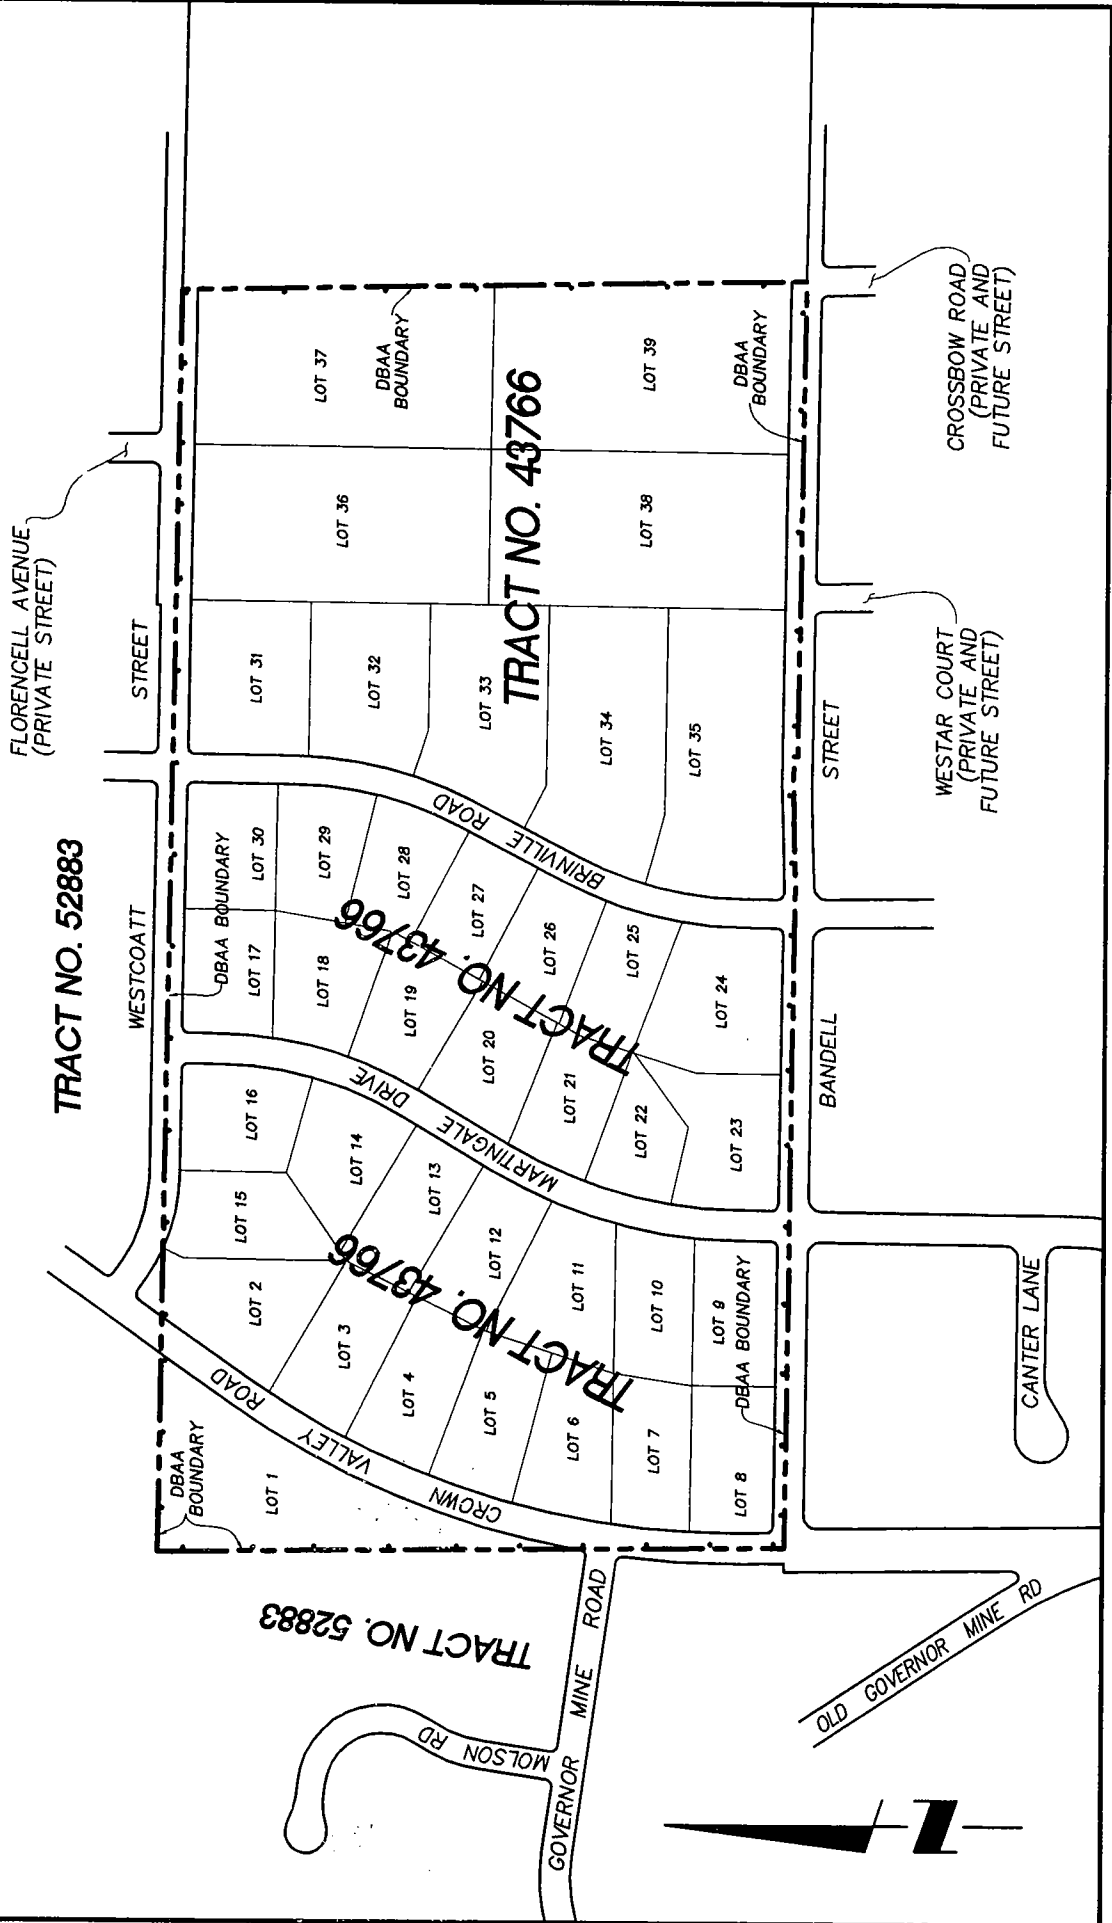 FLORENCELL AVENUE
(PRIVATE STREET)
TRACT NO. 52883
WESTCOATT
STREET
DBAA
BOUNDARY
DBAA BOUNDARY
LOT 1
LOT 2
LOT 15
LOT 16
LOT 17
LOT 30
LOT 31
LOT 36
LOT 37
LOT 3
LOT 14
LOT 18
LOT 29
LOT 32
DBAA
BOUNDARY
LOT 4
LOT 13
LOT 19
LOT 28
LOT 33
LOT 5
LOT 12
LOT 20
LOT 27
LOT 34
LOT 38
LOT 39
LOT 6
LOT 11
LOT 21
LOT 26
LOT 35
LOT 7
LOT 10
LOT 22
LOT 25
LOT 8
LOT 9
LOT 23
LOT 24
TRACT NO. 43766
TRACT NO. 43766
TRACT NO. 43766
CROWN VALLEY ROAD
MARTINGALE DRIVE
BRINVILLE ROAD
DBAA BOUNDARY
DBAA
BOUNDARY
TRACT NO. 52883
MOLSON RD
GOVERNOR MINE ROAD
OLD GOVERNOR MINE RD
BANDELL
STREET
CANTER LANE
WESTAR COURT
(PRIVATE AND
FUTURE STREET)
CROSSBOW ROAD
(PRIVATE AND
FUTURE STREET)
N